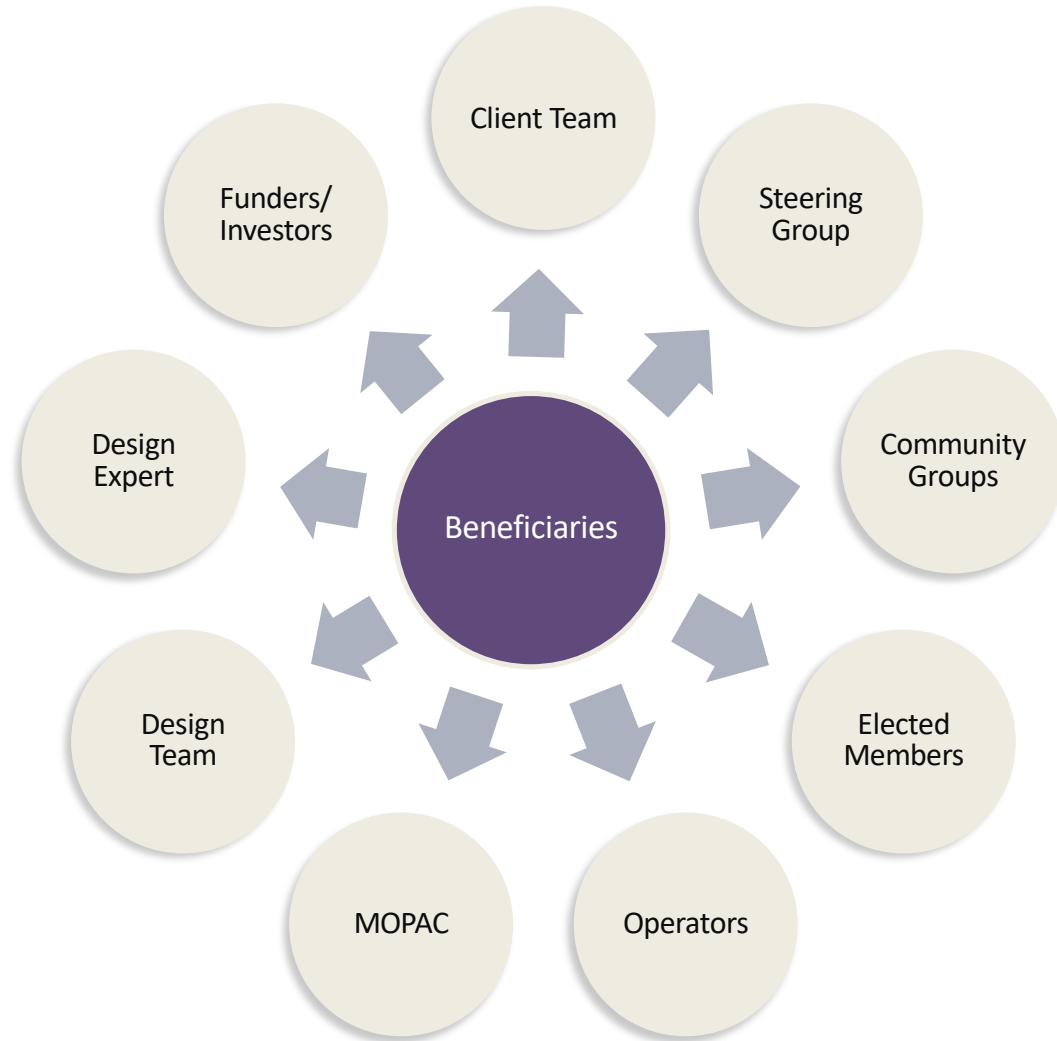 Client Team
Steering
Group
Community
Groups
Elected
Members
Operators
MOPAC
Design
Team
Design
Expert
Funders/
Investors
Beneficiaries